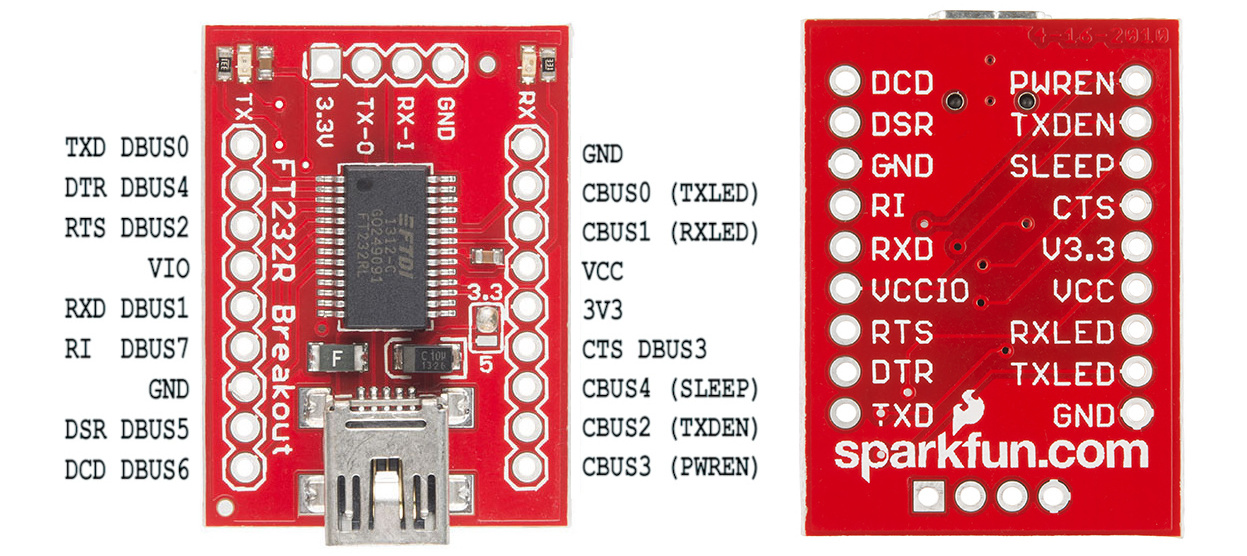 TXD DBUS0
DTR DBUS4
RTS DBUS2
VIO
RXD DBUS1
RI DBUS7
GND
DSR DBUS5
DCD DBUS6
TX
3.3V
TX-O
RX-I
GND
RX
FT232R Breakout
FTDI
1312-C
G0246091
FT232RL
3.3
5
F
C 10V
GND
CBUS0 (TXLED)
CBUS1 (RXLED)
VCC
3V3
CTS DBUS3
CBUS4 (SLEEP)
CBUS2 (TXDEN)
CBUS3 (PWREN)
DCD PWREN
DSR TXDEN
GND SLEEP
RI CTS
RXD V3.3
VCCIO VCC
RTS RXLED
DTR TXLED
TXD GND
sparkfun.com